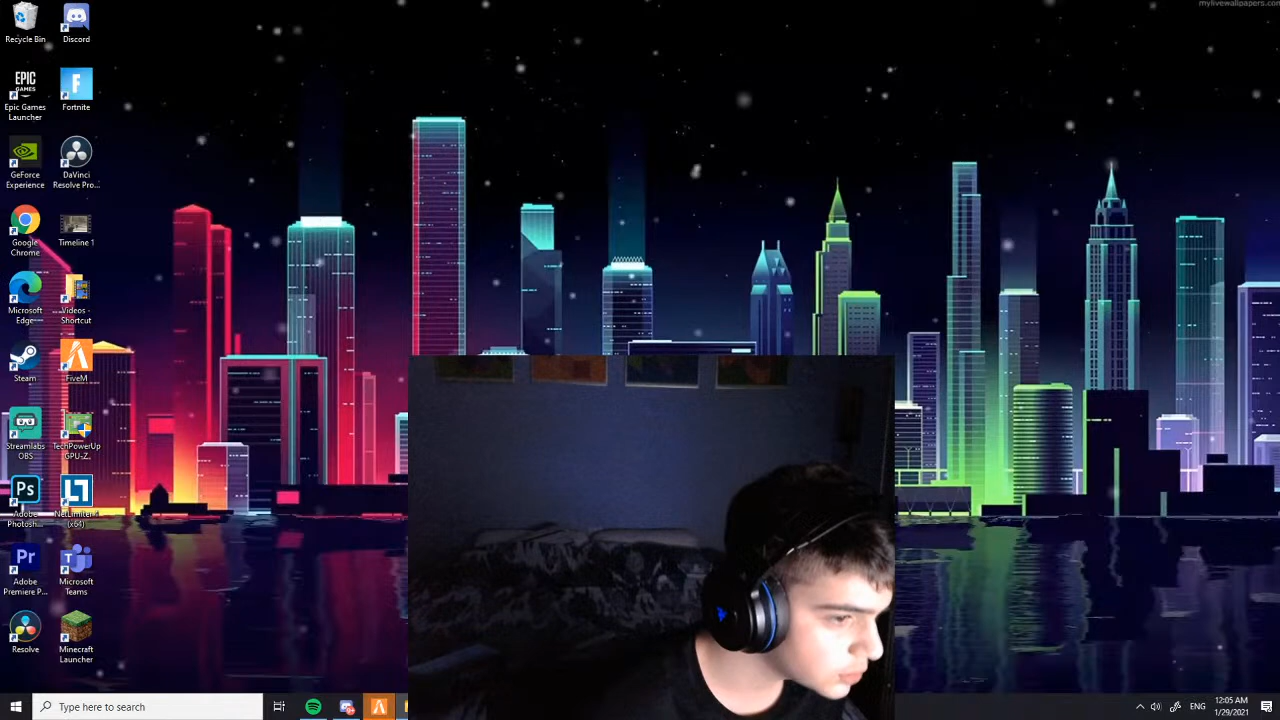 mylivewallpapers.com
Recycle Bin
Discord
EPIC
GAMES
Epic Games
Launcher
Fortnite
GeForce
Experience
DaVinci
Resolve Pro...
Google
Chrome
Timeline 1
Microsoft
Edge
Videos -
Shortcut
Steam
FiveM
Streamlabs
OBS
TechPowerUp
GPU-Z..
Ps
Adobe
Photosh...
(x64)
Pr
Adobe
Premiere P...
Microsoft
Teams
Resolve
Minecraft
Launcher
Type here to search
ENG
12:05 AM
1/29/2021